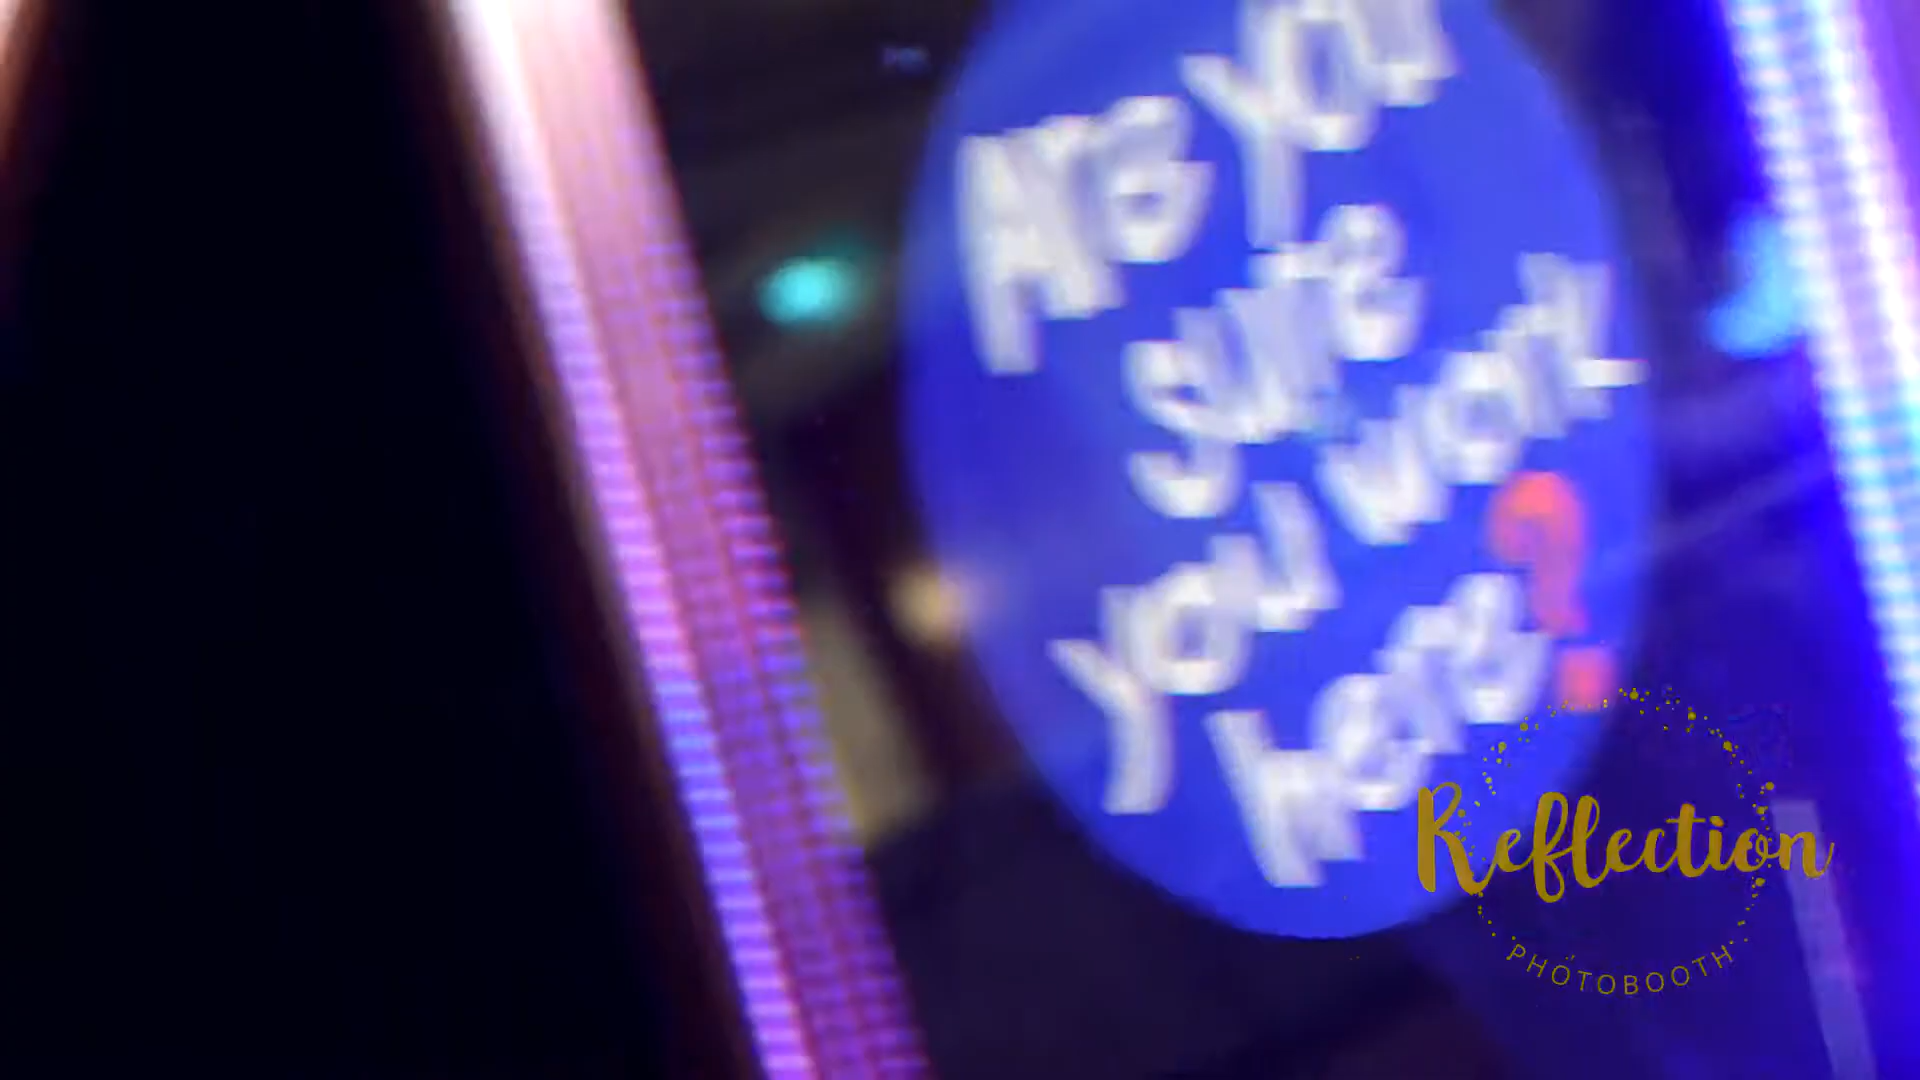 Are you
sure
you want
here
?
Reflection
PHOTOBOOTH